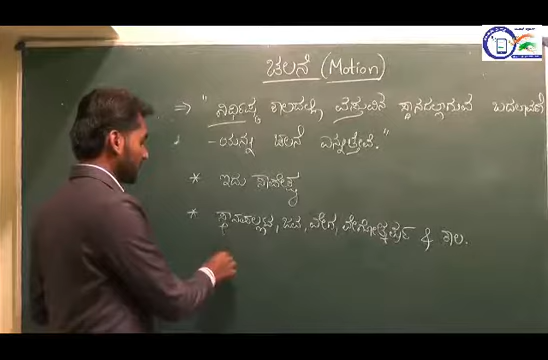 ಚಲನೆ (Motion)
⇒ "ನಿರ್ಧಿಷ್ಟ ಕಾಲದಲ್ಲಿ ವಸ್ತುವಿನ ಸ್ಥಾನದಲ್ಲಾಗುವ ಬದಲಾವಣೆ
-ಯನ್ನು ಚಲನೆ ಎನ್ನುತ್ತೇವೆ."
* ಇದು ಸಾಪೇಕ್ಷ
* ಸ್ಥಾನಪಲ್ಲಟ, ಜವ, ವೇಗ, ವೇಗೋತ್ಕರ್ಷ & ಕಾಲ.